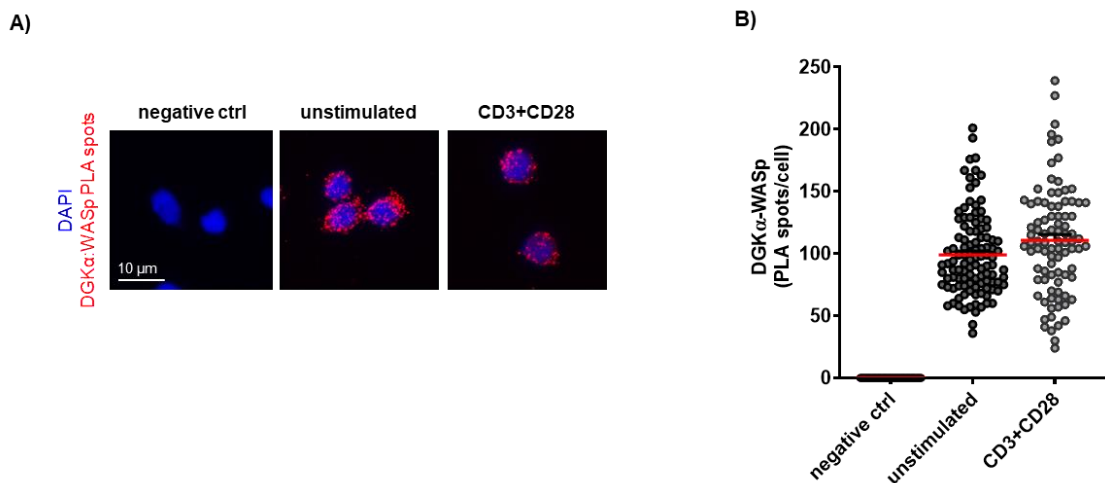 A)
negative ctrl
unstimulated
CD3+CD28
DAPI
DGKα:WASp PLA spots
10 µm
B)
DGKα-WASp
(PLA spots/cell)
250
200
150
100
50
0
negative ctrl
unstimulated
CD3+CD28